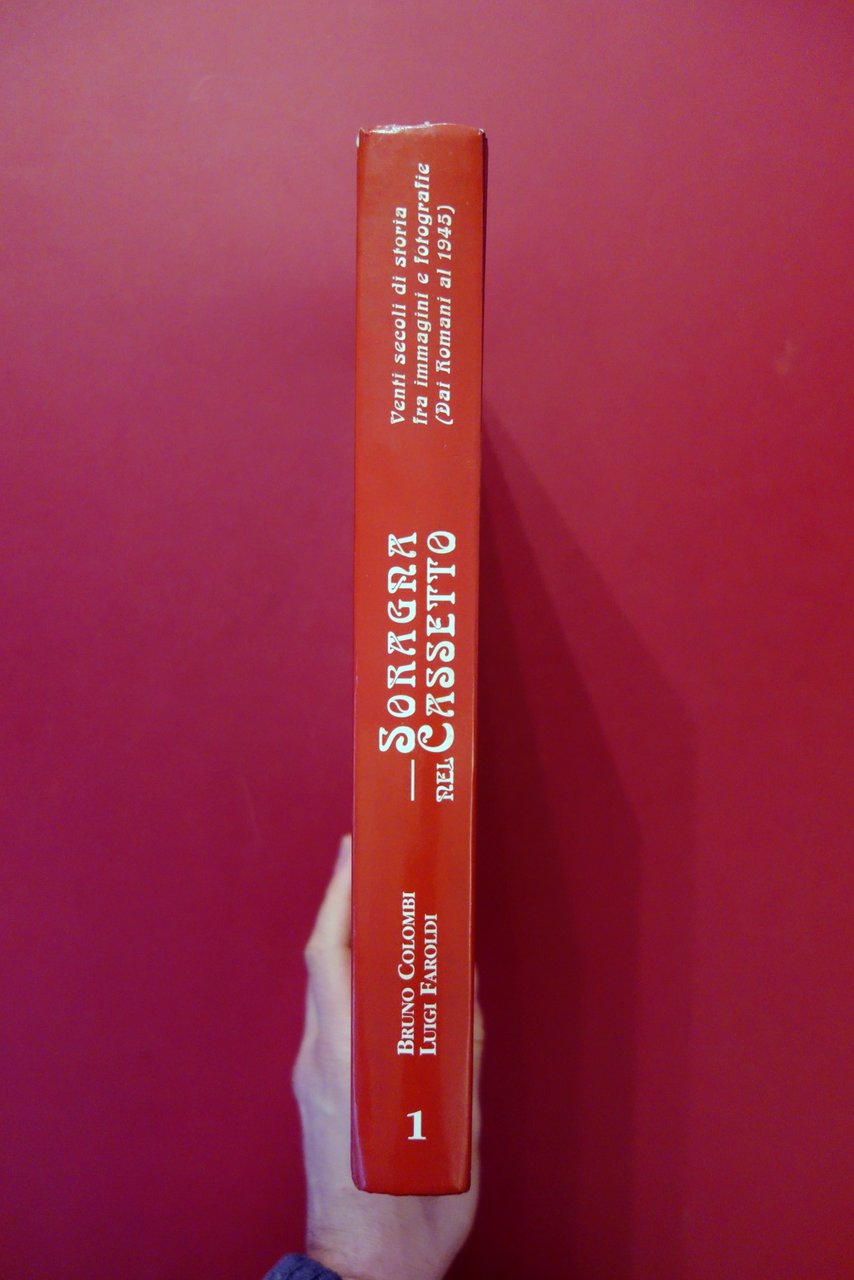 1
BRUNO COLOMBI
LUIGI FAROLDI
— SORAGNA
NEL CASSETTO
Venti secoli di storia
fra immagini e fotografie
(Dai Romani al 1945)